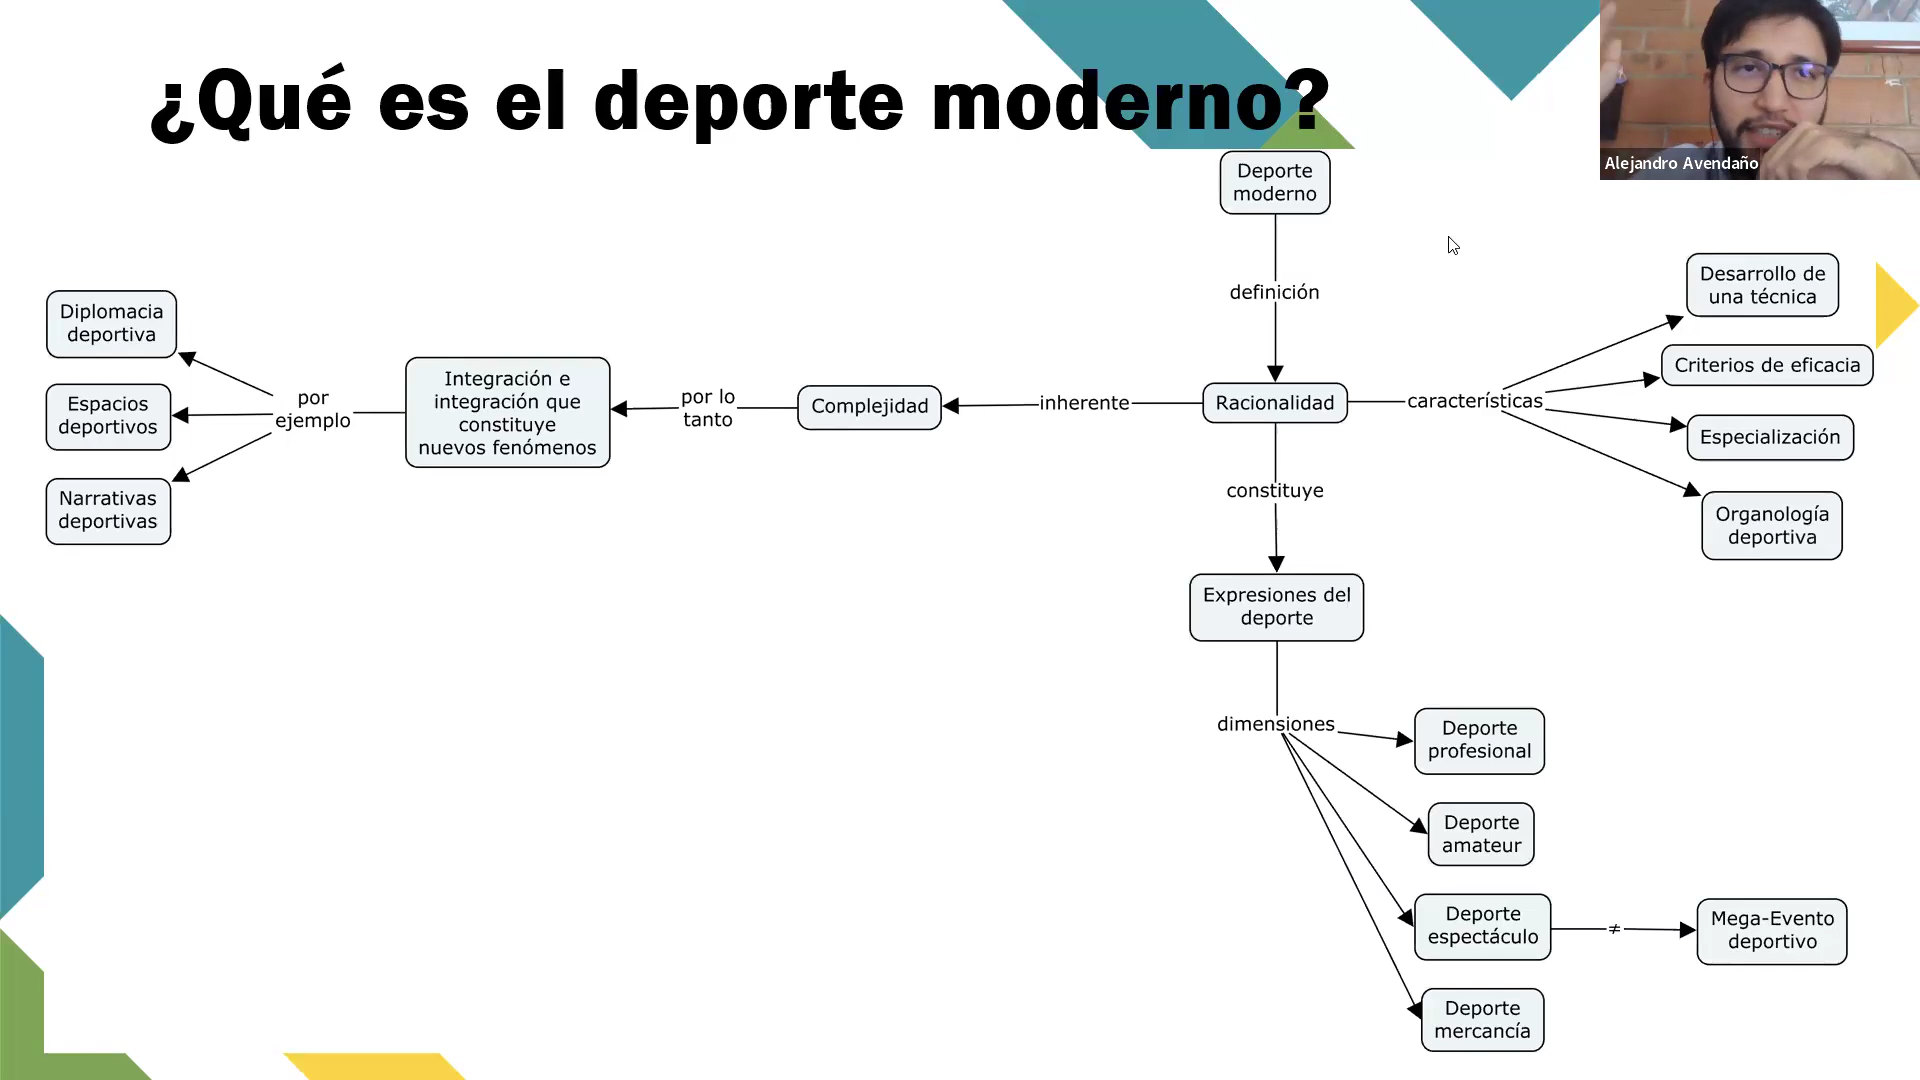 ¿Qué es el deporte moderno?
Alejandro Avendaño
Deporte
moderno
definición
Racionalidad
características
Desarrollo de
una técnica
Criterios de eficacia
Especialización
Organología
deportiva
inherente
Complejidad
por lo
tanto
Integración e
integración que
constituye
nuevos fenómenos
por
ejemplo
Diplomacia
deportiva
Espacios
deportivos
Narrativas
deportivas
constituye
Expresiones del
deporte
dimensiones
Deporte
profesional
Deporte
amateur
Deporte
espectáculo
≠
Mega-Evento
deportivo
Deporte
mercancía